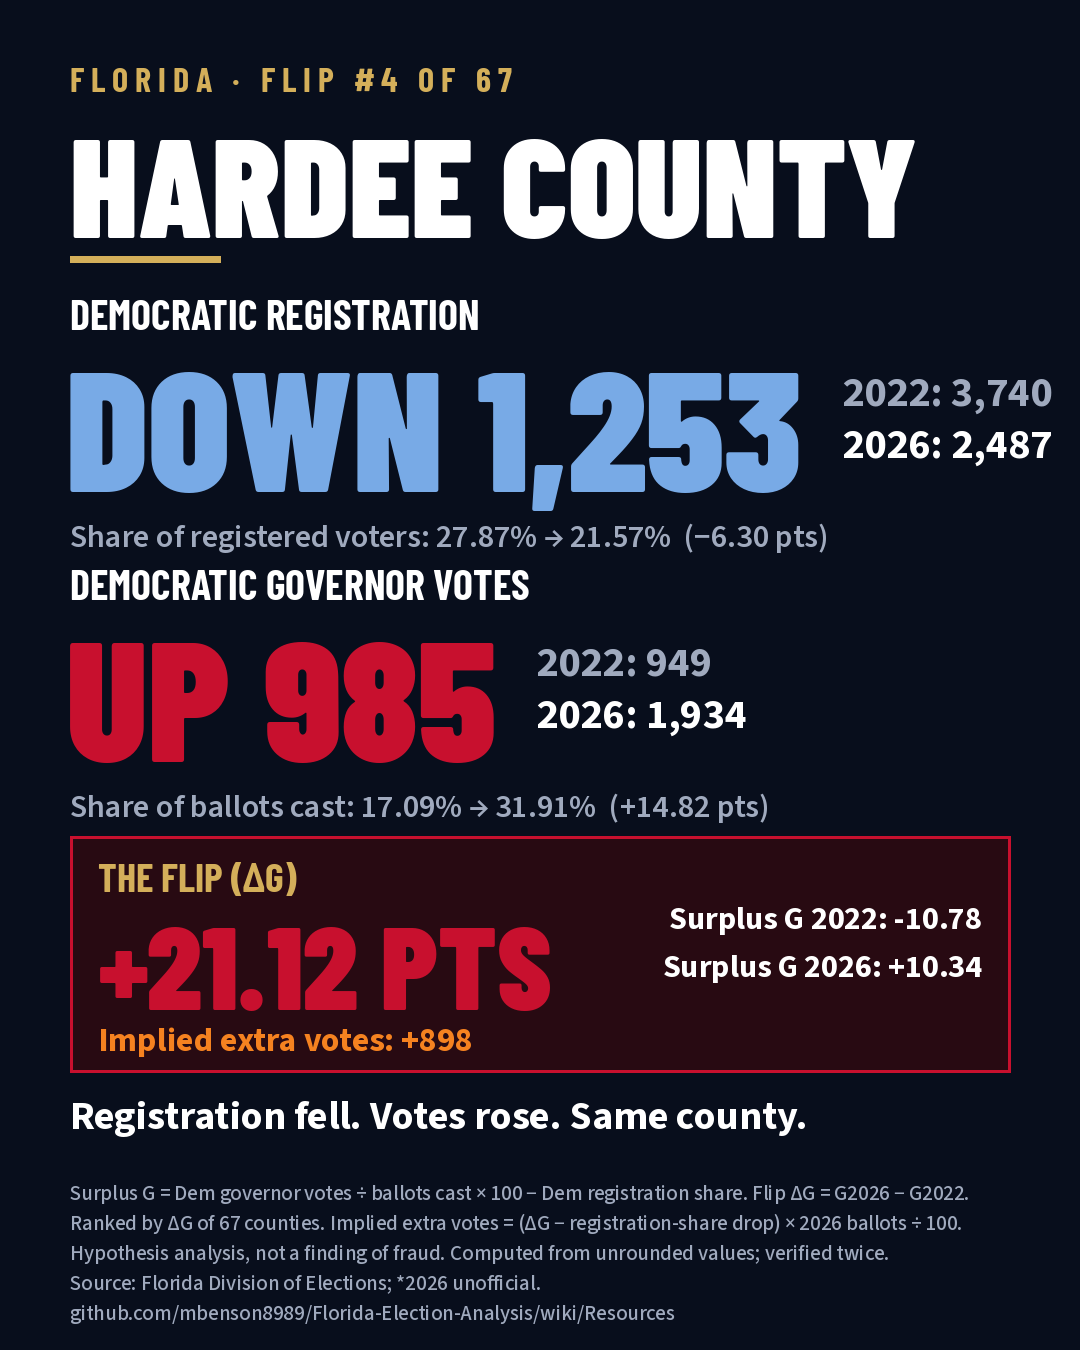 FLORIDA · FLIP #4 OF 67
HARDEE COUNTY
DEMOCRATIC REGISTRATION
DOWN 1,253
2022: 3,740
2026: 2,487
Share of registered voters: 27.87% → 21.57% (−6.30 pts)
DEMOCRATIC GOVERNOR VOTES
UP 985
2022: 949
2026: 1,934
Share of ballots cast: 17.09% → 31.91% (+14.82 pts)
THE FLIP (ΔG)
+21.12 PTS
Surplus G 2022: -10.78
Surplus G 2026: +10.34
Implied extra votes: +898
Registration fell. Votes rose. Same county.
Surplus G = Dem governor votes ÷ ballots cast × 100 − Dem registration share. Flip ΔG = G2026 − G2022.
Ranked by ΔG of 67 counties. Implied extra votes = (ΔG − registration-share drop) × 2026 ballots ÷ 100.
Hypothesis analysis, not a finding of fraud. Computed from unrounded values; verified twice.
Source: Florida Division of Elections; *2026 unofficial.
github.com/mbenson8989/Florida-Election-Analysis/wiki/Resources